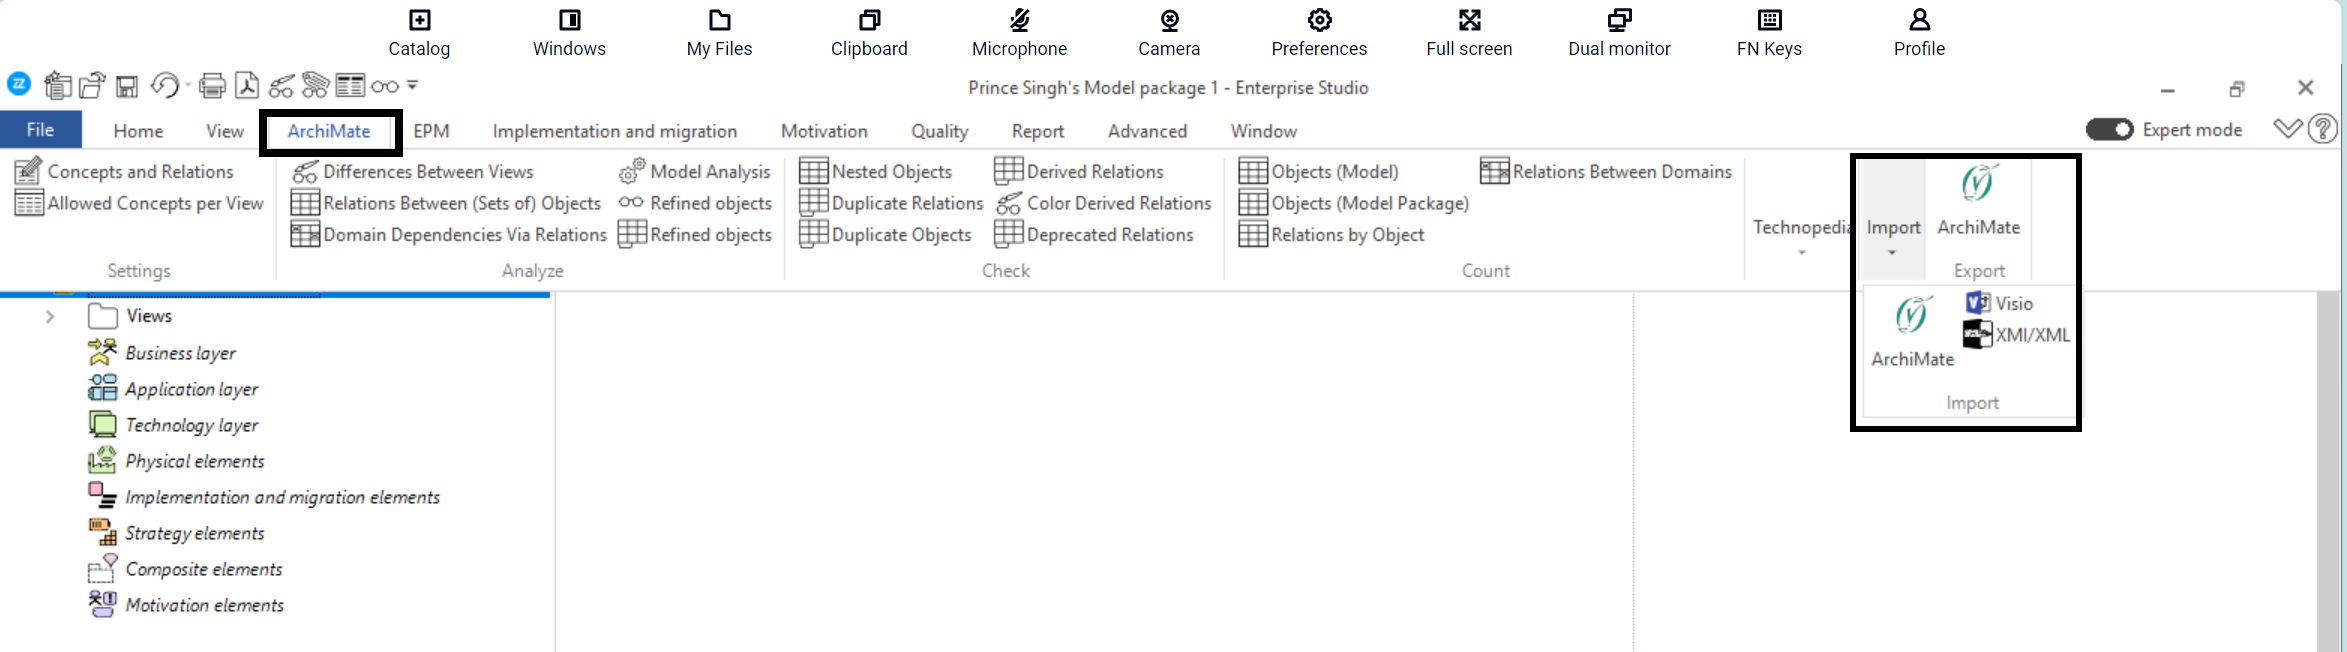 Catalog Windows My Files Clipboard Microphone Camera Preferences Full screen Dual monitor FN Keys Profile
Prince Singh's Model package 1 - Enterprise Studio
File Home View ArchiMate EPM Implementation and migration Motivation Quality Report Advanced Window Expert mode
Concepts and Relations Differences Between Views Model Analysis Nested Objects Derived Relations Objects (Model) Relations Between Domains
Allowed Concepts per View Relations Between (Sets of) Objects Refined objects Duplicate Relations Color Derived Relations Objects (Model Package)
Domain Dependencies Via Relations Refined objects Duplicate Objects Deprecated Relations Relations by Object
Technopedia Import ArchiMate
Settings Analyze Check Count Export
Views
Business layer
Application layer
Technology layer
Physical elements
Implementation and migration elements
Strategy elements
Composite elements
Motivation elements
Visio
XMI/XML
ArchiMate
Import